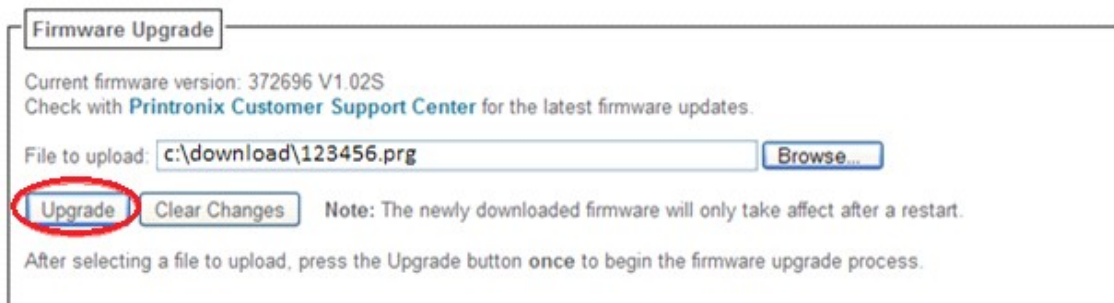 Firmware Upgrade
Current firmware version: 372696 V1.02S
Check with Printronix Customer Support Center for the latest firmware updates.
File to upload: c:\download\123456.prg Browse...
Upgrade Clear Changes Note: The newly downloaded firmware will only take affect after a restart.
After selecting a file to upload, press the Upgrade button once to begin the firmware upgrade process.